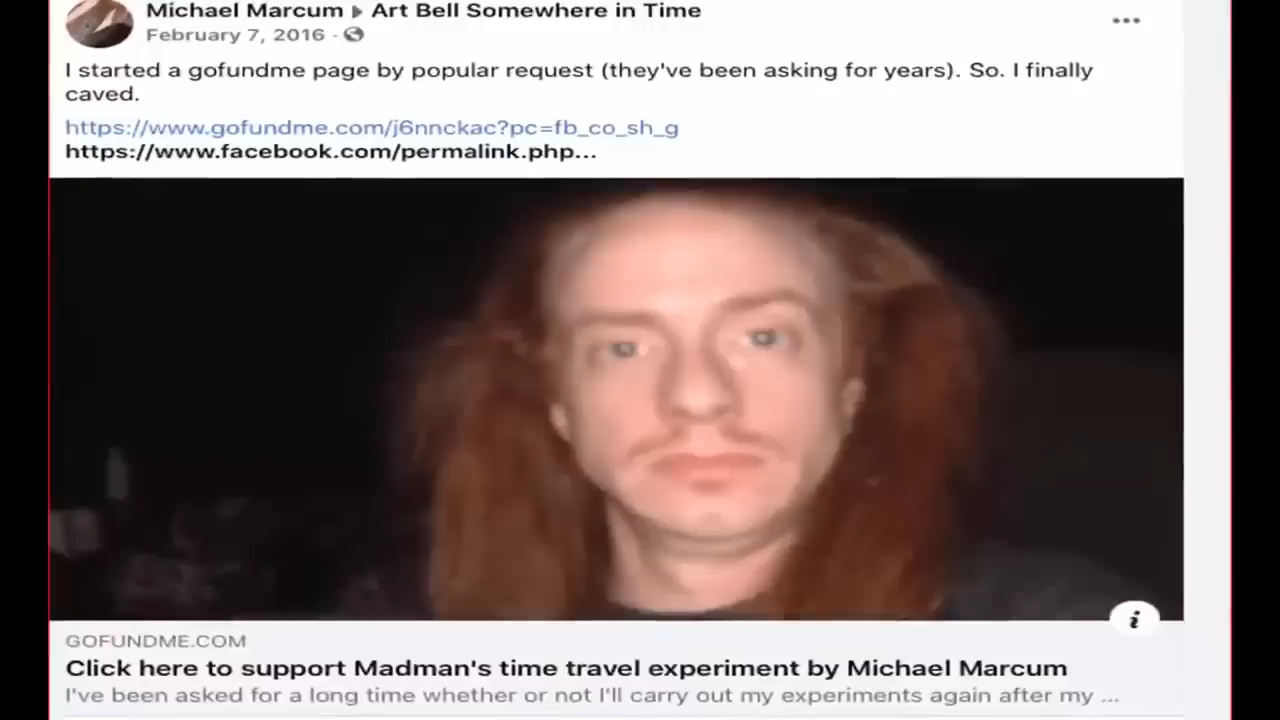 Michael Marcum ▸ Art Bell Somewhere in Time
February 7, 2016 ·
I started a gofundme page by popular request (they've been asking for years). So. I finally
caved.
https://www.gofundme.com/j6nnckac?pc=fb_co_sh_g
https://www.facebook.com/permalink.php...
i
GOFUNDME.COM
Click here to support Madman's time travel experiment by Michael Marcum
I've been asked for a long time whether or not I'll carry out my experiments again after my ...